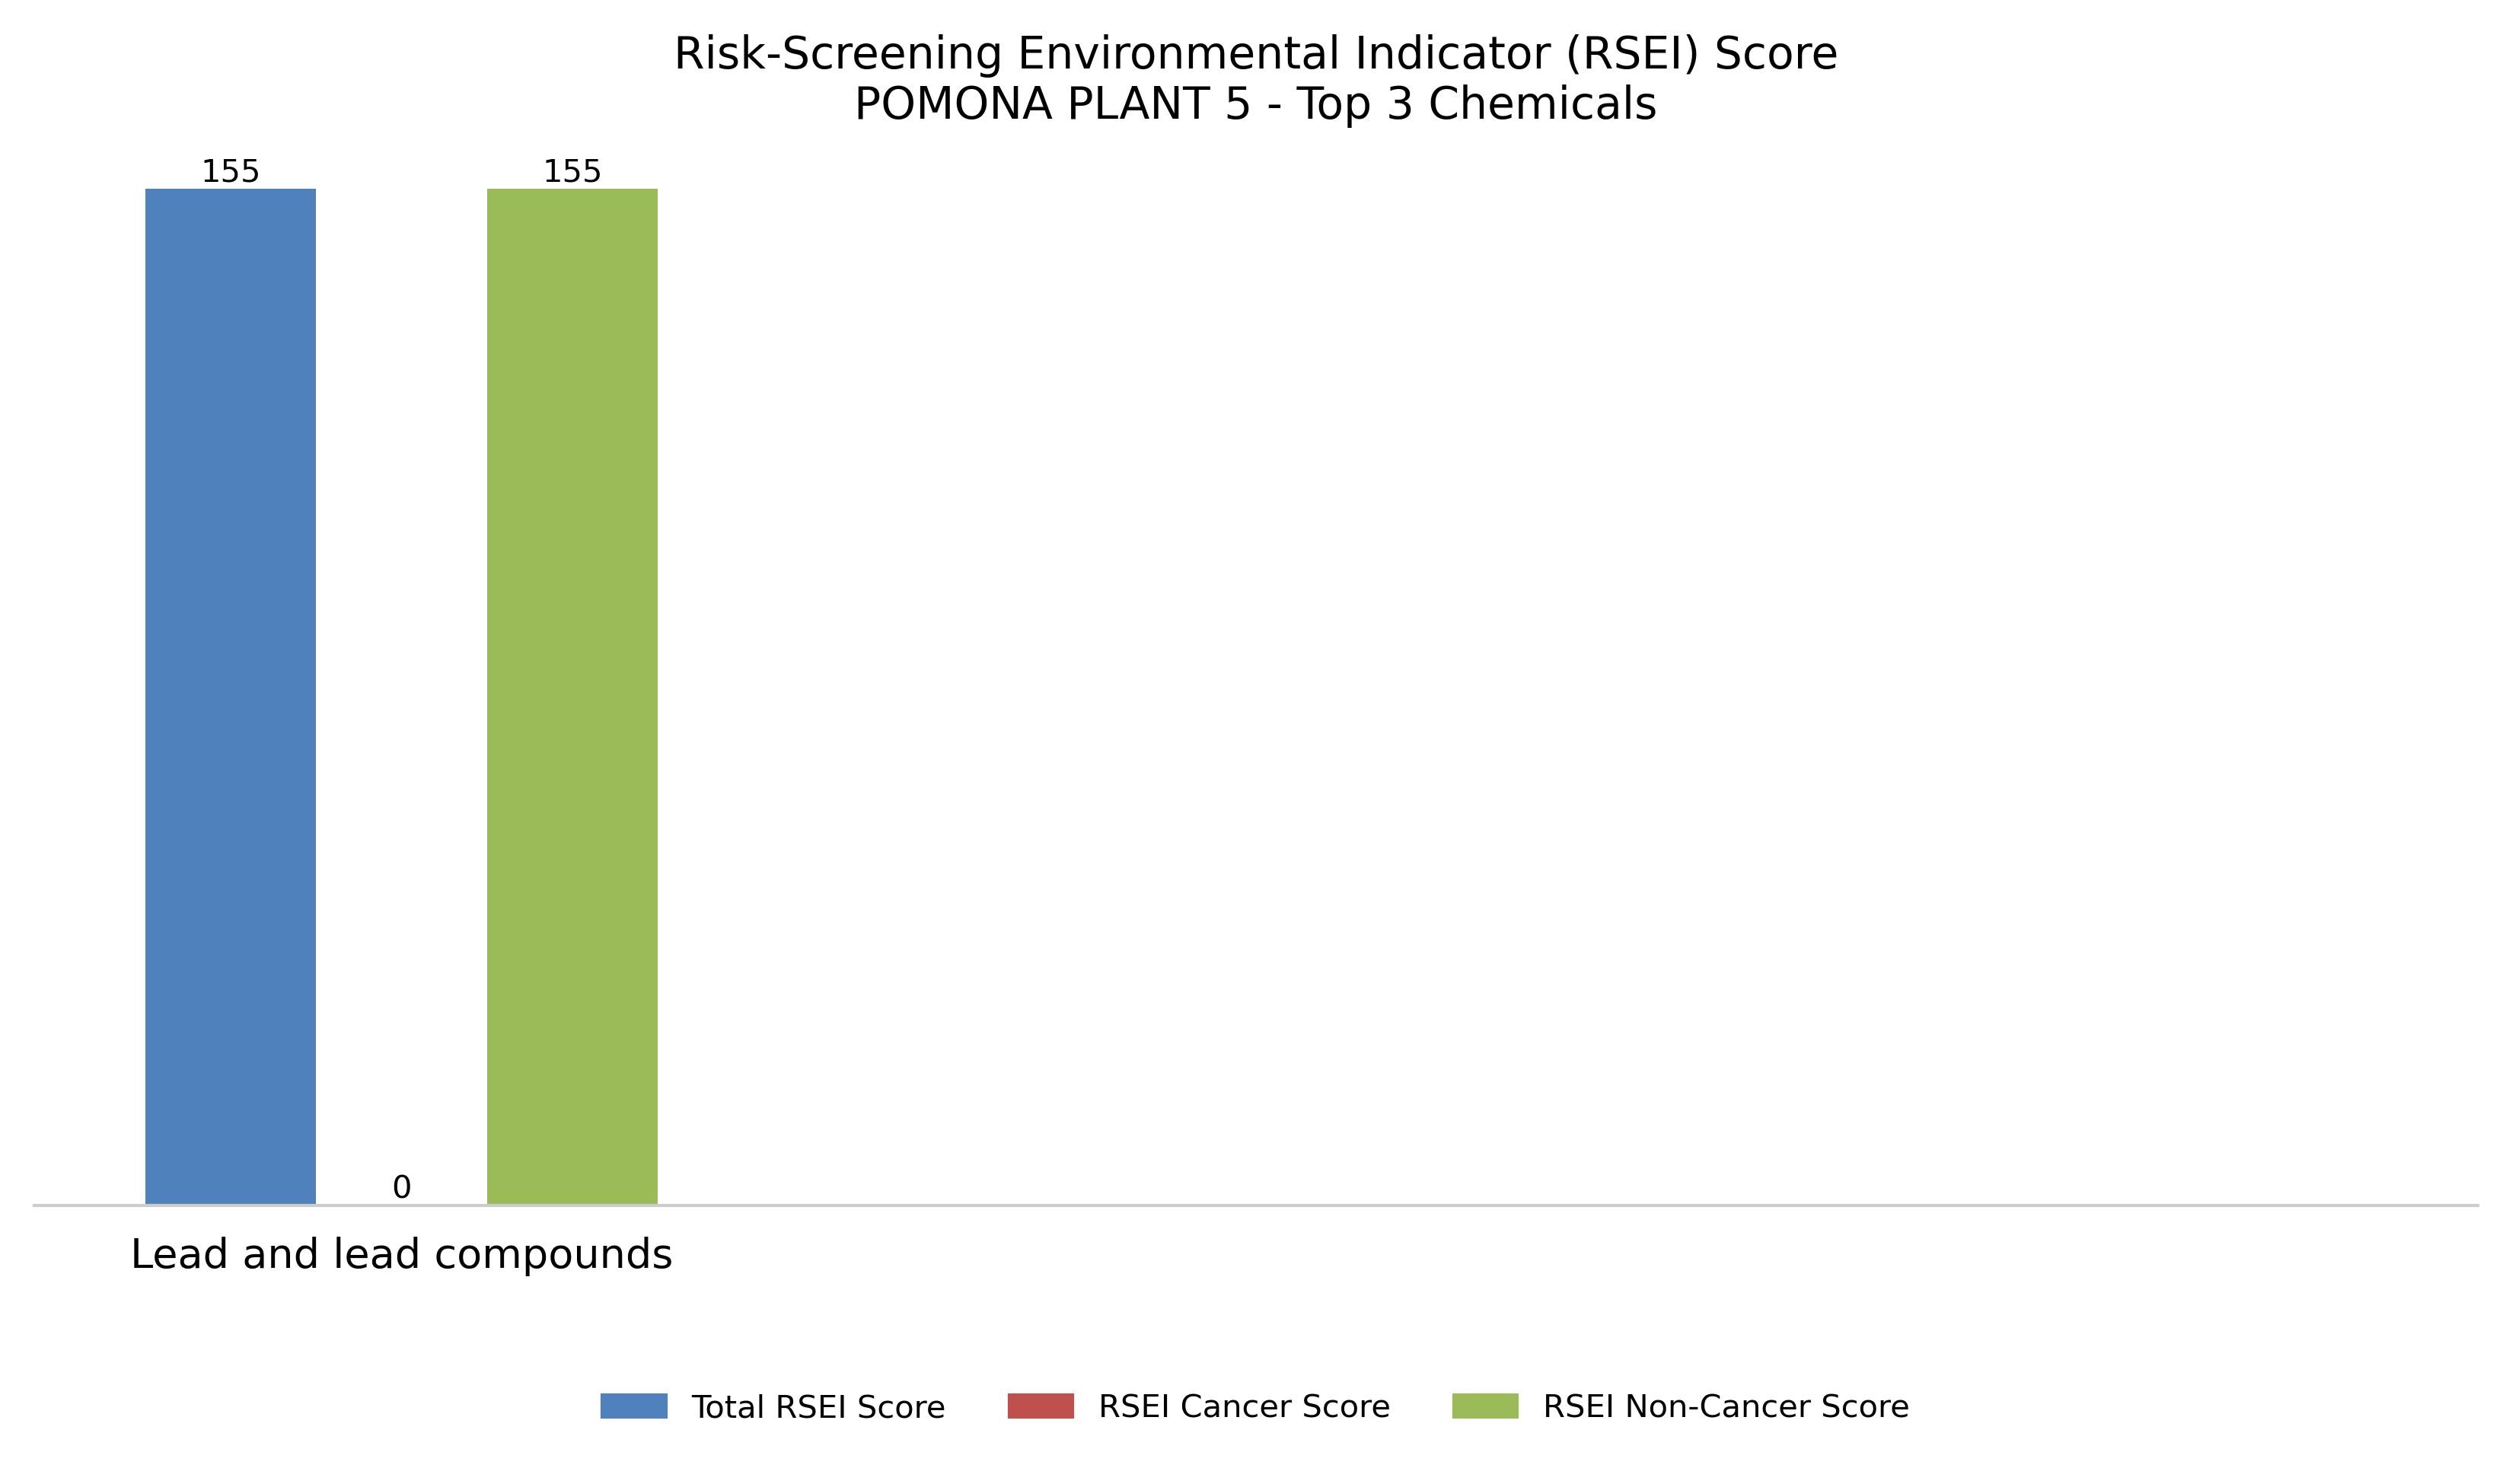 Risk-Screening Environmental Indicator (RSEI) Score
POMONA PLANT 5 - Top 3 Chemicals
155
155
0
Lead and lead compounds
Total RSEI Score
RSEI Cancer Score
RSEI Non-Cancer Score